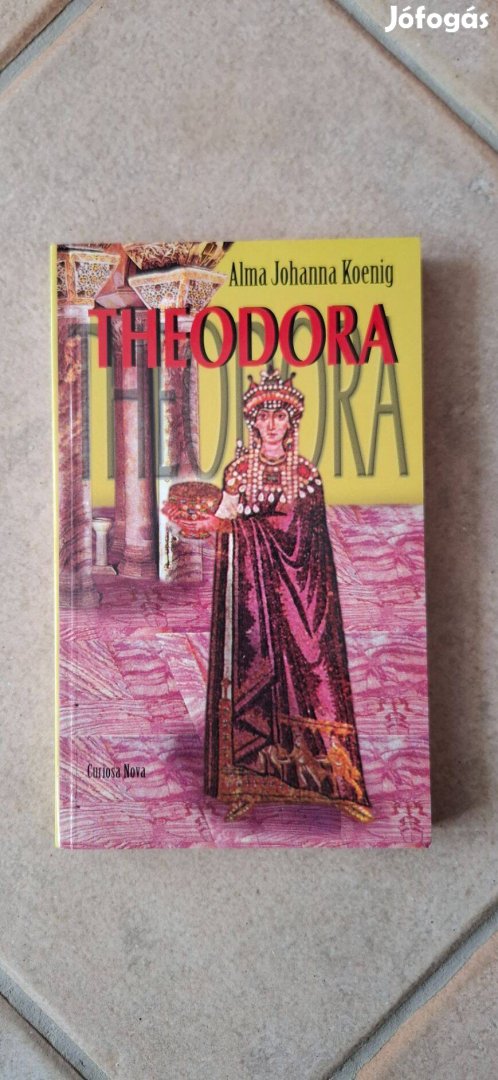 Jófogás
Alma Johanna Koenig
THEODORA
THEODORA
Curiosa Nova